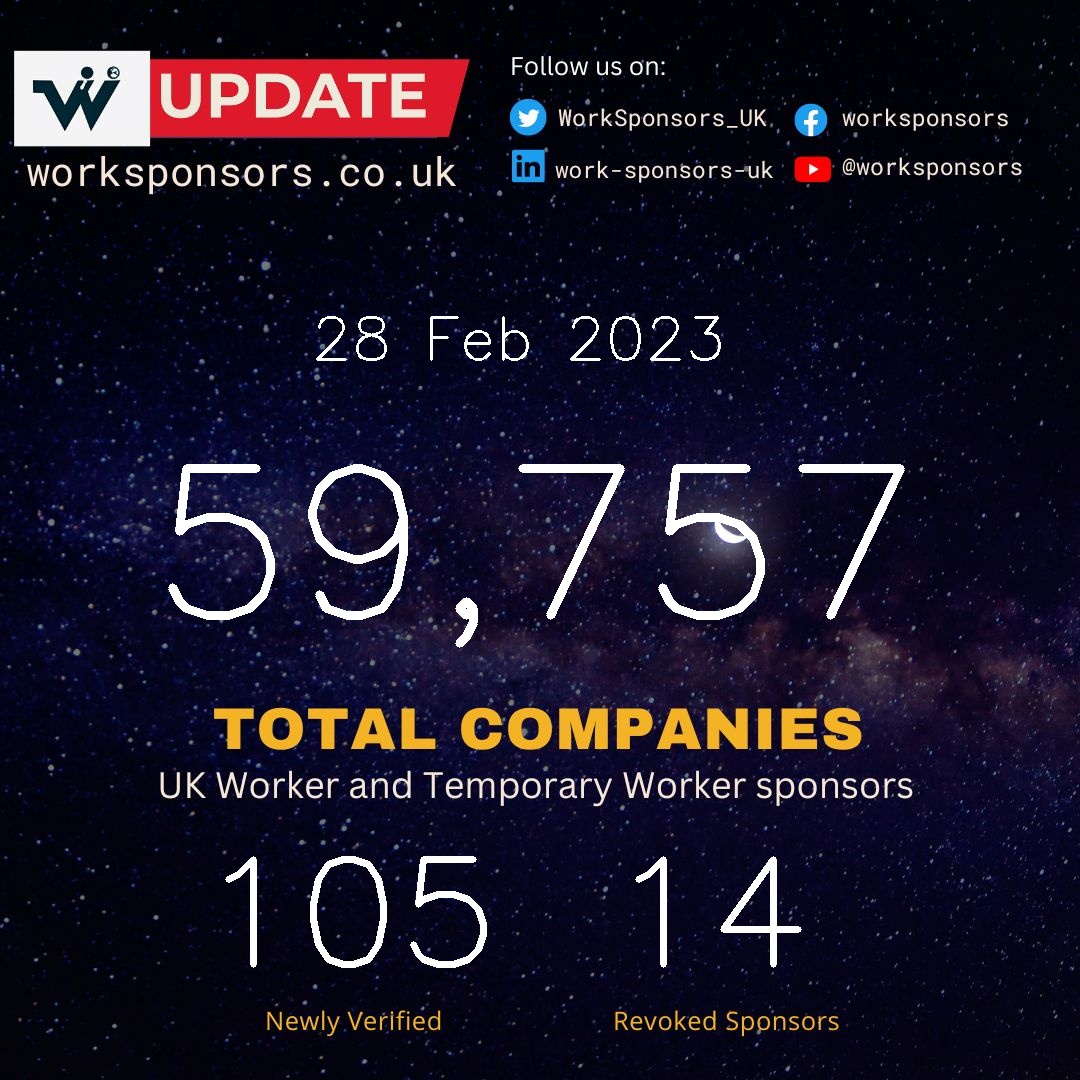 UPDATE
worksponsors.co.uk
Follow us on:
WorkSponsors_UK
worksponsors
work-sponsors-uk
@worksponsors
28 Feb 2023
59,757
TOTAL COMPANIES
UK Worker and Temporary Worker sponsors
105 14
Newly Verified Revoked Sponsors